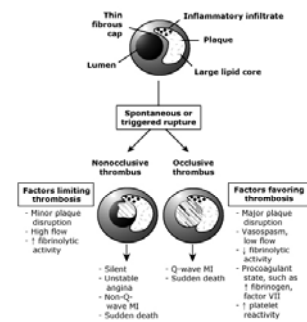 Thin
fibrous
cap
Inflammatory infiltrate
Plaque
Lumen
Large lipid core
Spontaneous or
triggered rupture
Nonocclusive
thrombus
Occlusive
thrombus
Factors limiting
thrombosis
- Minor plaque
disruption
- High flow
- ↑ fibrinolytic
activity
Factors favoring
thrombosis
- Major plaque
disruption
- Vasospasm,
low flow
- ↓ fibrinolytic
activity
- Procoagulant
state, such as
↑ fibrinogen,
factor VII
- ↑ platelet
reactivity
- Silent
- Unstable
angina
- Non-Q-
wave MI
- Sudden death
- Q-wave MI
- Sudden death